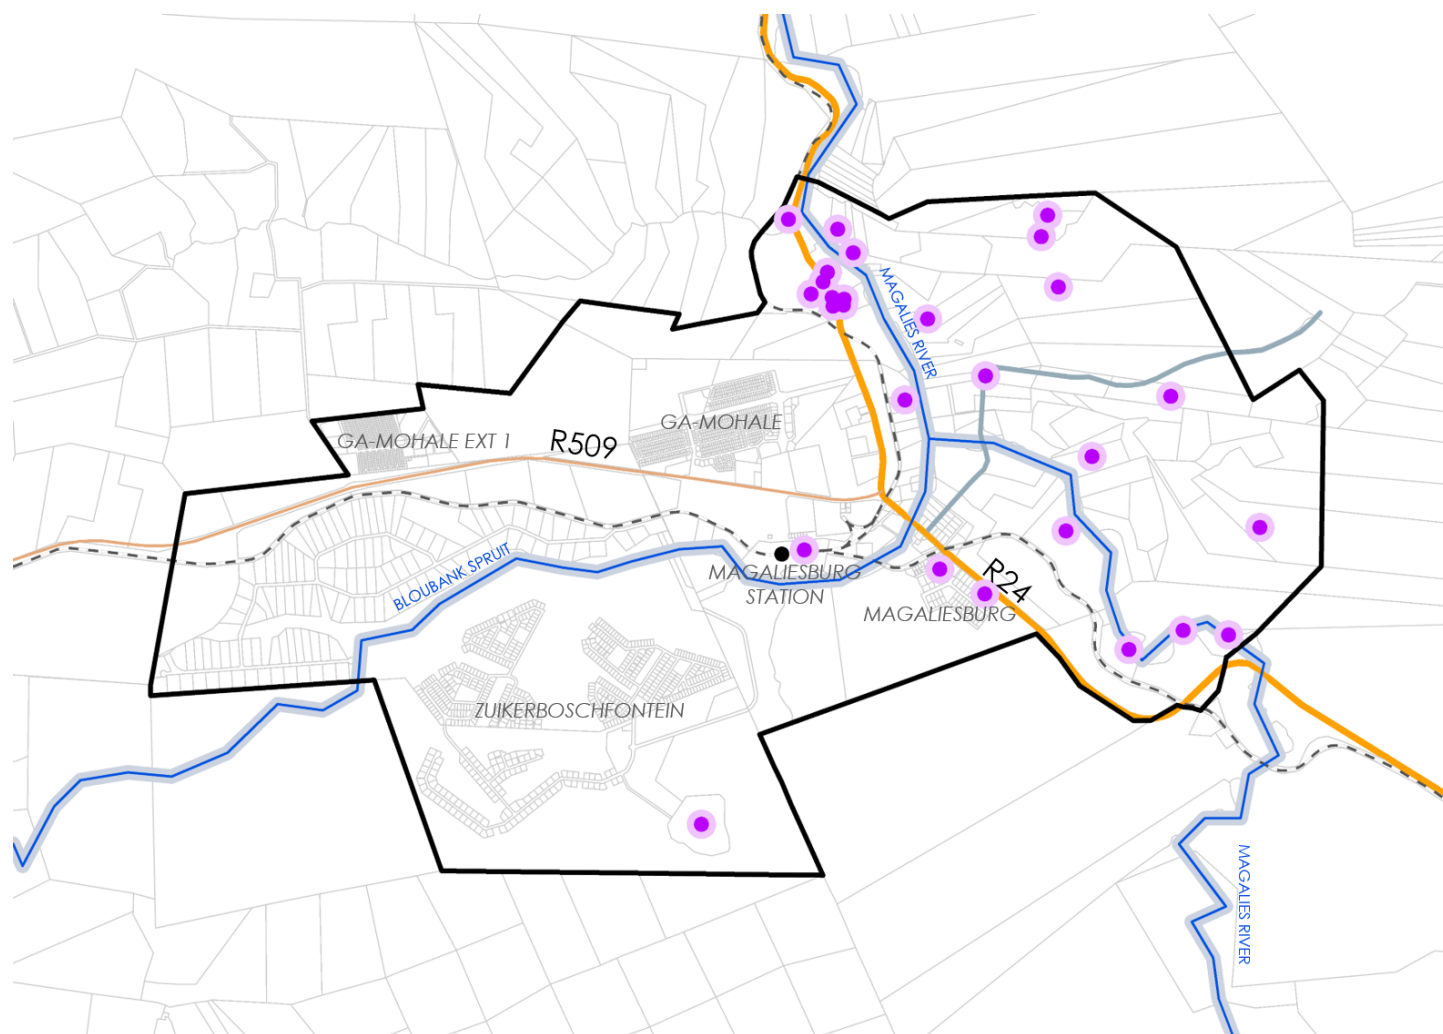 MAGALIES RIVER
GA-MOHALE
GA-MOHALE EXT 1
R509
BLOUBANK SPRUIT
MAGALIESBURG
STATION
R24
MAGALIESBURG
ZUIKERBOSCHFONTEIN
MAGALIES RIVER